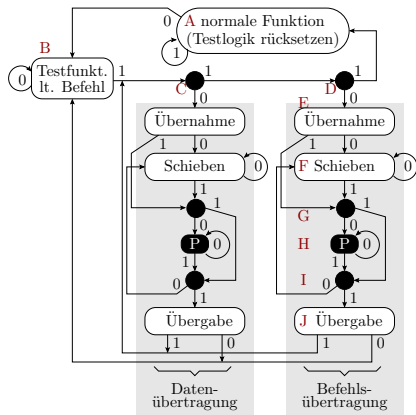 0
A normale Funktion
(Testlogik rücksetzen)
1
B
0
Testfunkt.
lt. Befehl
1
C
1
D
1
0
0
E
Übernahme
Übernahme
1
0
1
0
Schieben
0
F Schieben
0
1
1
1
G
1
0
0
P
0
H
P
0
1
1
0
I
0
1
1
Übergabe
J Übergabe
1
0
1
0
Daten-
übertragung
Befehls-
übertragung